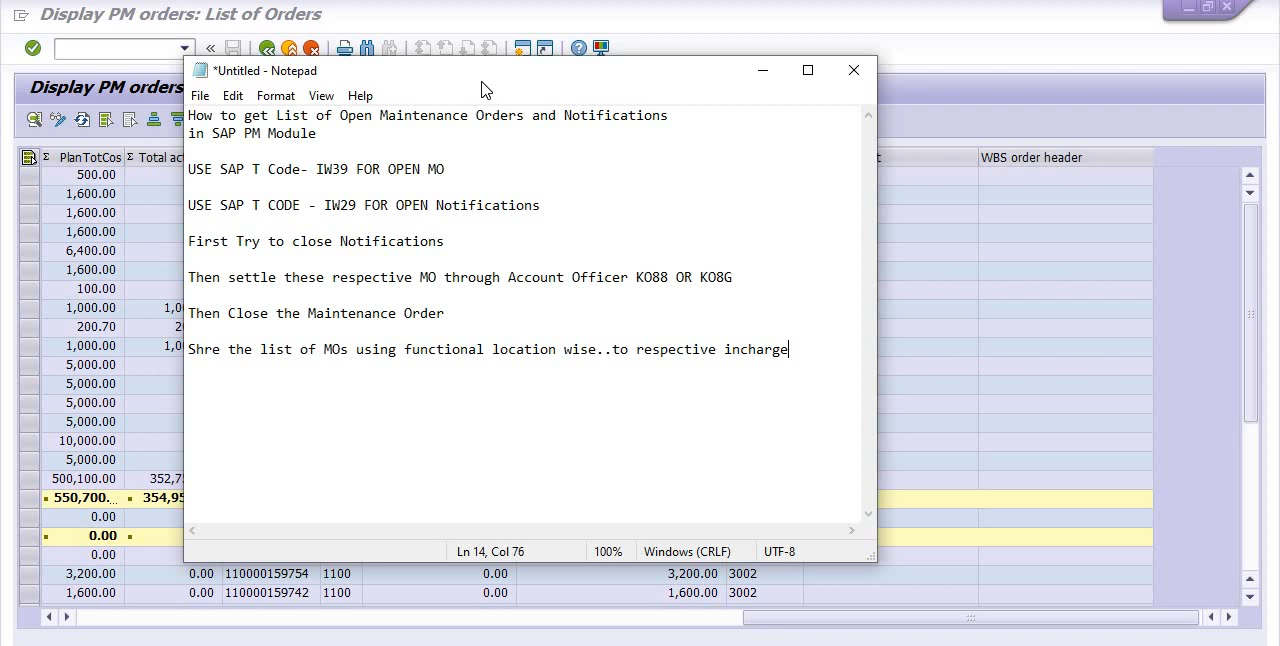 Display PM orders: List of Orders
*Untitled - Notepad
File Edit Format View Help
Display PM orders
How to get List of Open Maintenance Orders and Notifications
in SAP PM Module
USE SAP T Code- IW39 FOR OPEN MO
USE SAP T CODE - IW29 FOR OPEN Notifications
First Try to close Notifications
Then settle these respective MO through Account Officer KO88 OR KO8G
Then Close the Maintenance Order
Shre the list of MOs using functional location wise..to respective incharge
Ln 14, Col 76 100% Windows (CRLF) UTF-8
Σ PlanTotCos Σ Total ac WBS order header
500.00
1,600.00
1,600.00
1,600.00
6,400.00
1,600.00
100.00
1,000.00 1,0
200.70 2
1,000.00 1,0
5,000.00
5,000.00
5,000.00
5,000.00
10,000.00
5,000.00
500,100.00 352,7
550,700.... 354,95
0.00
0.00
0.00
3,200.00 0.00 110000159754 1100 0.00 3,200.00 3002
1,600.00 0.00 110000159742 1100 0.00 1,600.00 3002